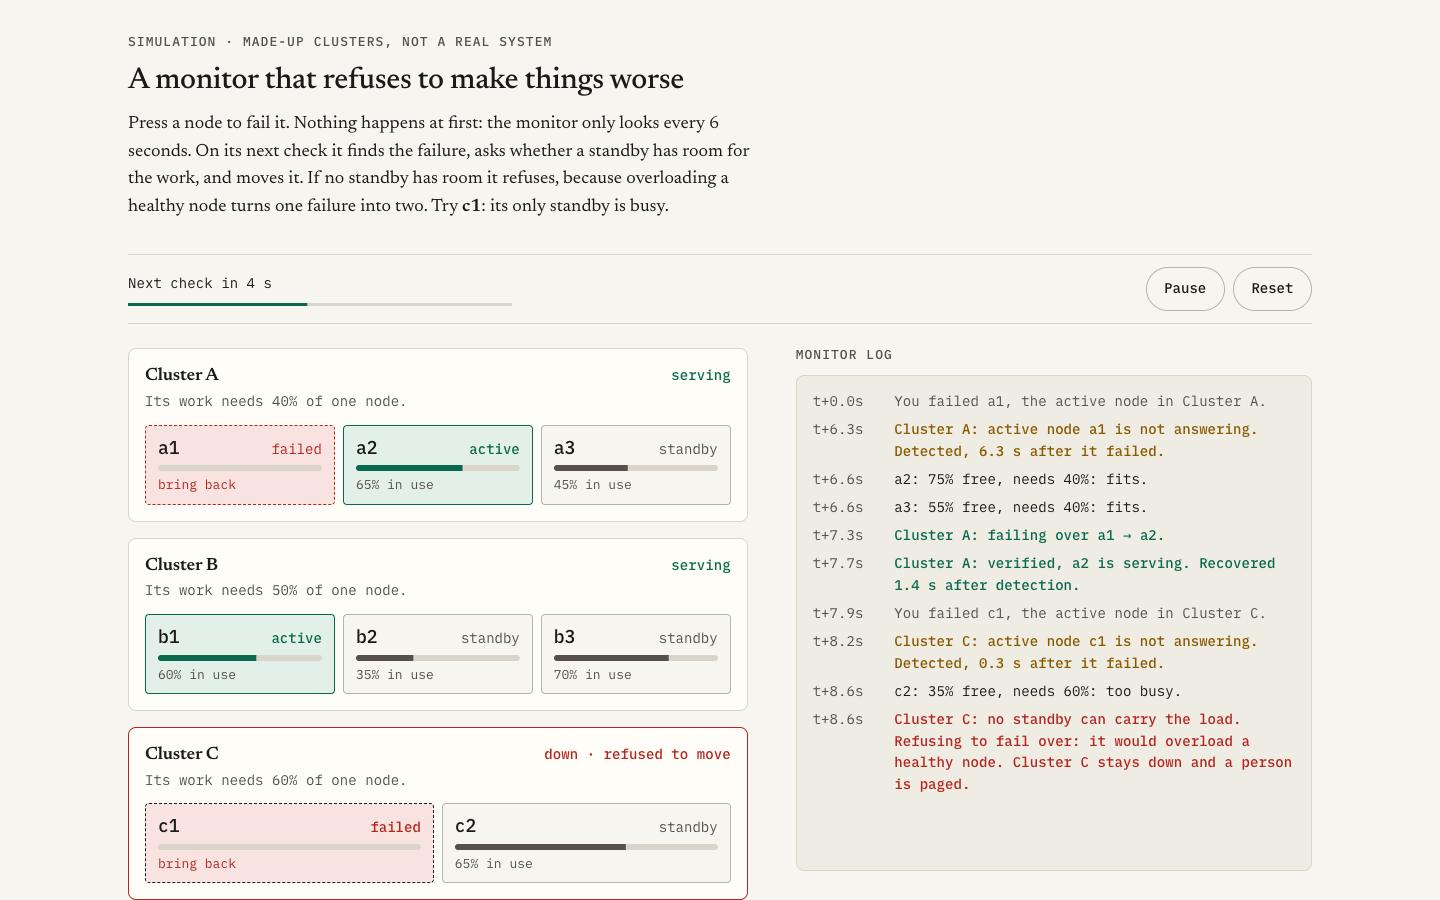 SIMULATION · MADE-UP CLUSTERS, NOT A REAL SYSTEM
A monitor that refuses to make things worse
Press a node to fail it. Nothing happens at first: the monitor only looks every 6
seconds. On its next check it finds the failure, asks whether a standby has room for
the work, and moves it. If no standby has room it refuses, because overloading a
healthy node turns one failure into two. Try c1: its only standby is busy.
Next check in 4 s
Pause
Reset
Cluster A
serving
Its work needs 40% of one node.
a1
failed
bring back
a2
active
65% in use
a3
standby
45% in use
Cluster B
serving
Its work needs 50% of one node.
b1
active
60% in use
b2
standby
35% in use
b3
standby
70% in use
Cluster C
down · refused to move
Its work needs 60% of one node.
c1
failed
bring back
c2
standby
65% in use
MONITOR LOG
t+0.0s You failed a1, the active node in Cluster A.
t+6.3s Cluster A: active node a1 is not answering.
Detected, 6.3 s after it failed.
t+6.6s a2: 75% free, needs 40%: fits.
t+6.6s a3: 55% free, needs 40%: fits.
t+7.3s Cluster A: failing over a1 → a2.
t+7.7s Cluster A: verified, a2 is serving. Recovered
1.4 s after detection.
t+7.9s You failed c1, the active node in Cluster C.
t+8.2s Cluster C: active node c1 is not answering.
Detected, 0.3 s after it failed.
t+8.6s c2: 35% free, needs 60%: too busy.
t+8.6s Cluster C: no standby can carry the load.
Refusing to fail over: it would overload a
healthy node. Cluster C stays down and a person
is paged.